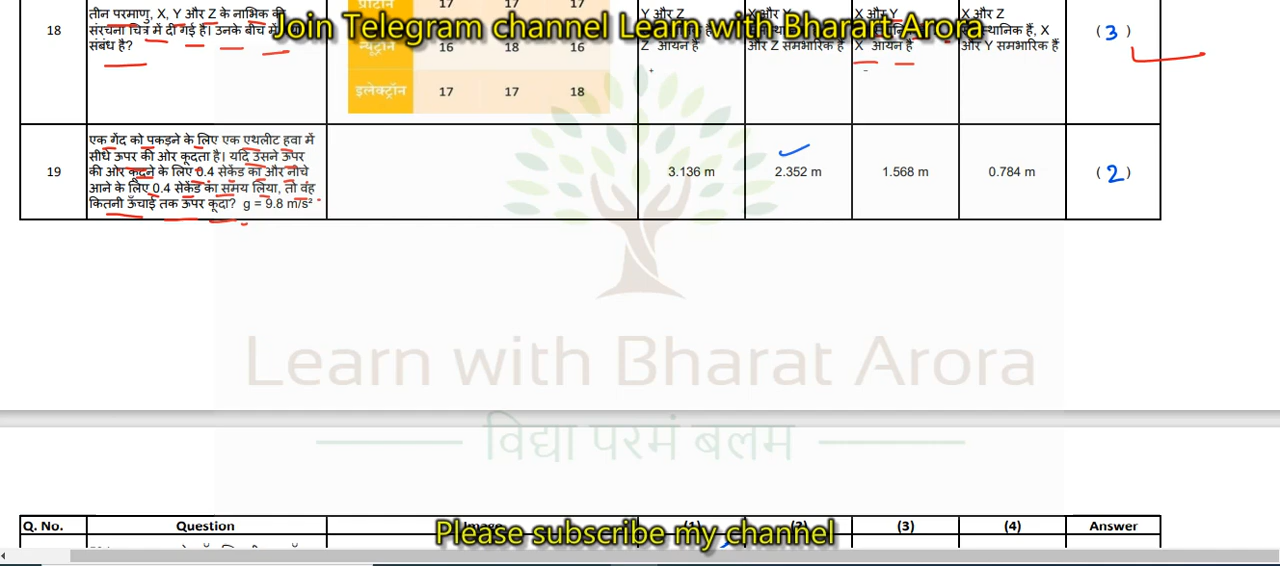 प्रोटॉन 17 17 17
18
तीन परमाणु, X, Y और Z के नाभिक की
संरचना चित्र में दी गई है। उनके बीच में
संबंध है?
न्यूट्रॉन 16 18 16
इलेक्ट्रॉन 17 17 18
Y और Z
Z⁺ आयन है
X और Y
और Z समभारिक है
X और Y
X⁻ आयन है
X और Z
स्थानिक हैं, X
और Y समभारिक हैं
( 3 )
Join Telegram channel Learn with Bharart Arora
19
एक गेंद को पकड़ने के लिए एक एथलीट हवा में
सीधे ऊपर की ओर कूदता है। यदि उसने ऊपर
की ओर कूदने के लिए 0.4 सेकेंड का और नीचे
आने के लिए 0.4 सेकेंड का समय लिया, तो वह
कितनी ऊँचाई तक ऊपर कूदा? g = 9.8 m/s²
3.136 m 2.352 m 1.568 m 0.784 m ( 2 )
Learn with Bharat Arora
विद्या परमं बलम
Q. No. Question (3) (4) Answer
Please subscribe my channel